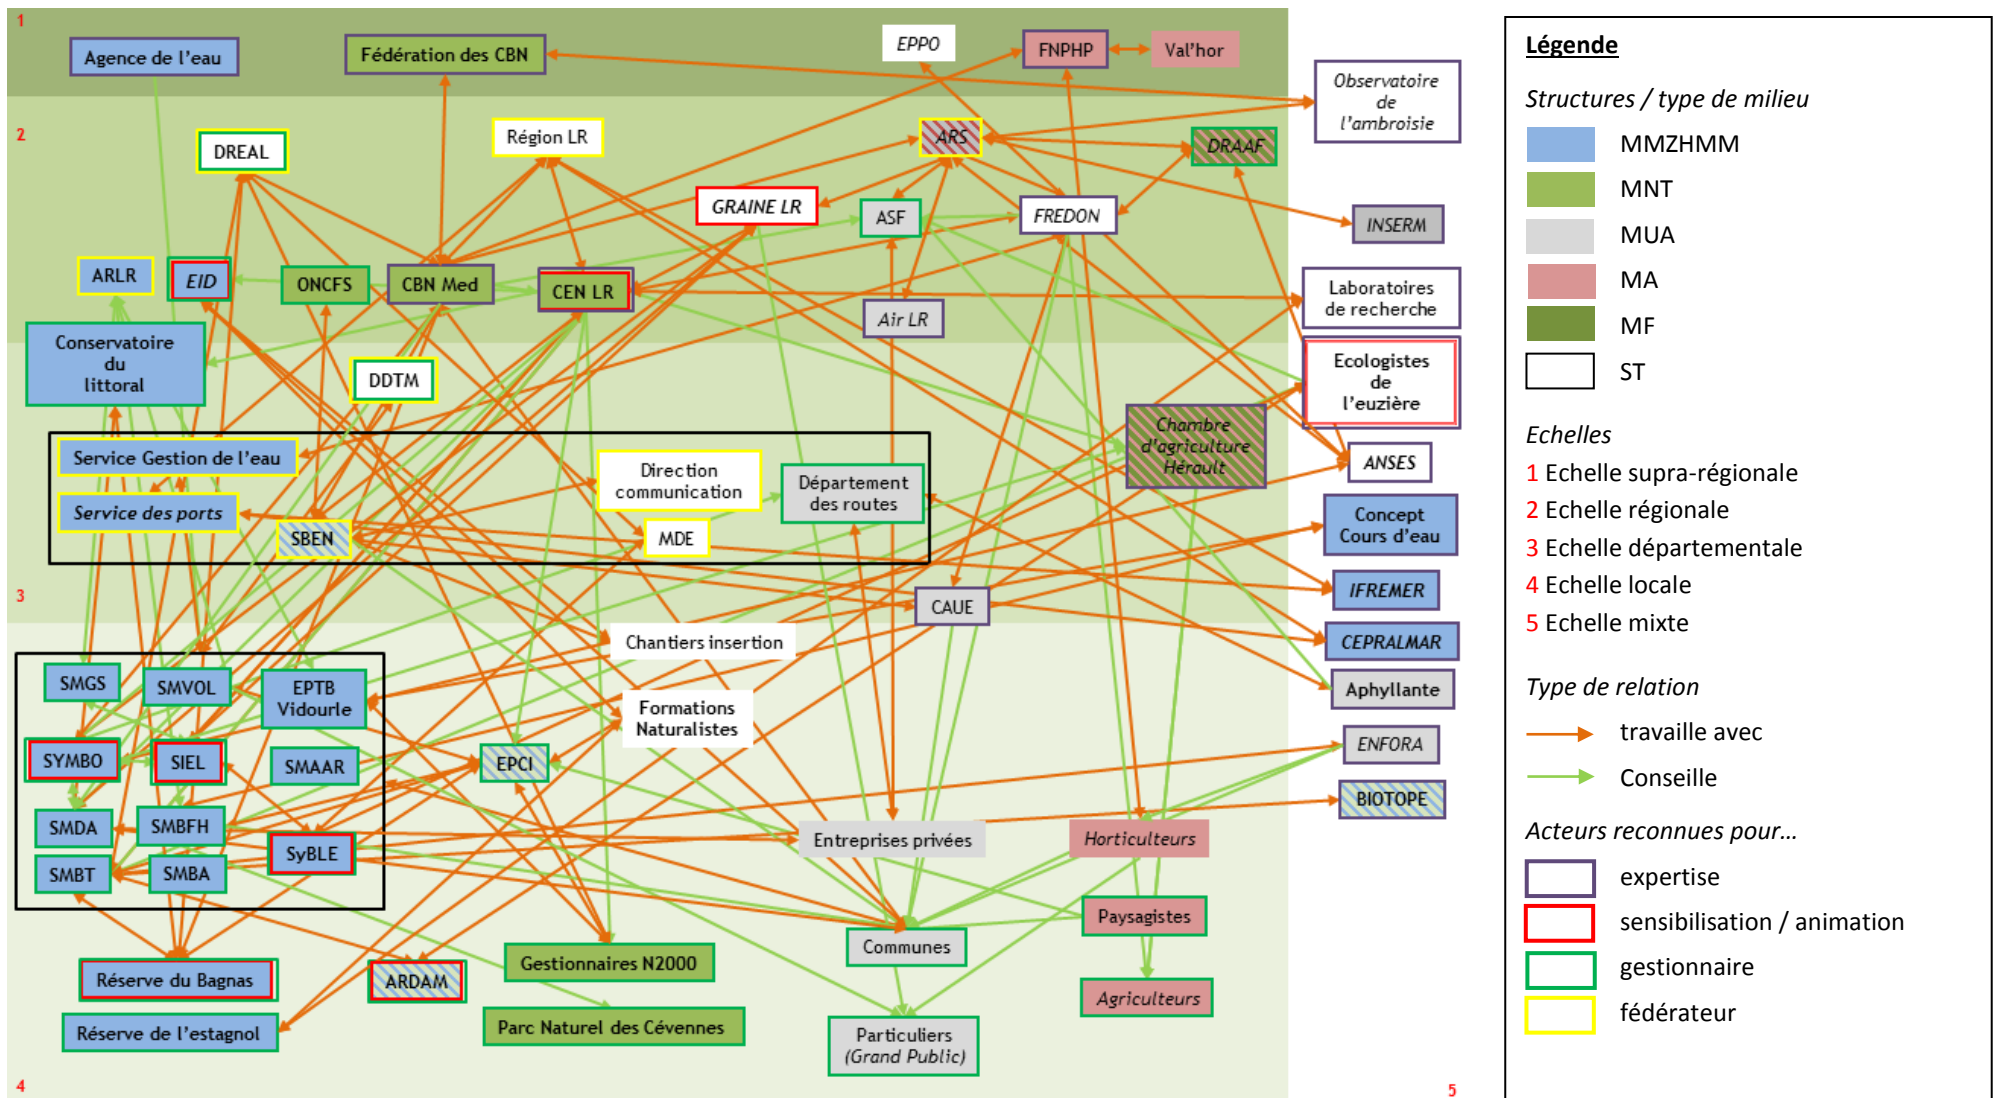 1
Agence de l'eau
Fédération des CBN
EPPO
FNPHP
Val'hor
Observatoire
de
l'ambroisie
2
DREAL
Région LR
ARS
DRAAF
GRAINE LR
ASF
FREDON
INSERM
ARLR
EID
ONCFS
CBN Med
CEN LR
Air LR
Laboratoires
de recherche
Conservatoire
du
littoral
DDTM
Ecologistes
de
l'euzière
Chambre
d'agriculture
Hérault
Service Gestion de l'eau
Service des ports
SBEN
Direction
communication
MDE
Département
des routes
ANSES
Concept
Cours d'eau
IFREMER
3
CAUE
Chantiers insertion
CEPRALMAR
SMGS
SMVOL
EPTB
Vidourle
Aphyllante
Formations
Naturalistes
SYMBO
SIEL
SMAAR
EPCI
ENFORA
BIOTOPE
SMDA
SMBFH
SyBLE
Entreprises privées
Horticulteurs
SMBT
SMBA
Paysagistes
Communes
Réserve du Bagnas
ARDAM
Gestionnaires N2000
Agriculteurs
Réserve de l'estagnol
Parc Naturel des Cévennes
Particuliers
(Grand Public)
4
5
Légende
Structures / type de milieu
MMZHMM
MNT
MUA
MA
MF
ST
Echelles
1 Echelle supra-régionale
2 Echelle régionale
3 Echelle départementale
4 Echelle locale
5 Echelle mixte
Type de relation
travaille avec
Conseille
Acteurs reconnues pour...
expertise
sensibilisation / animation
gestionnaire
fédérateur